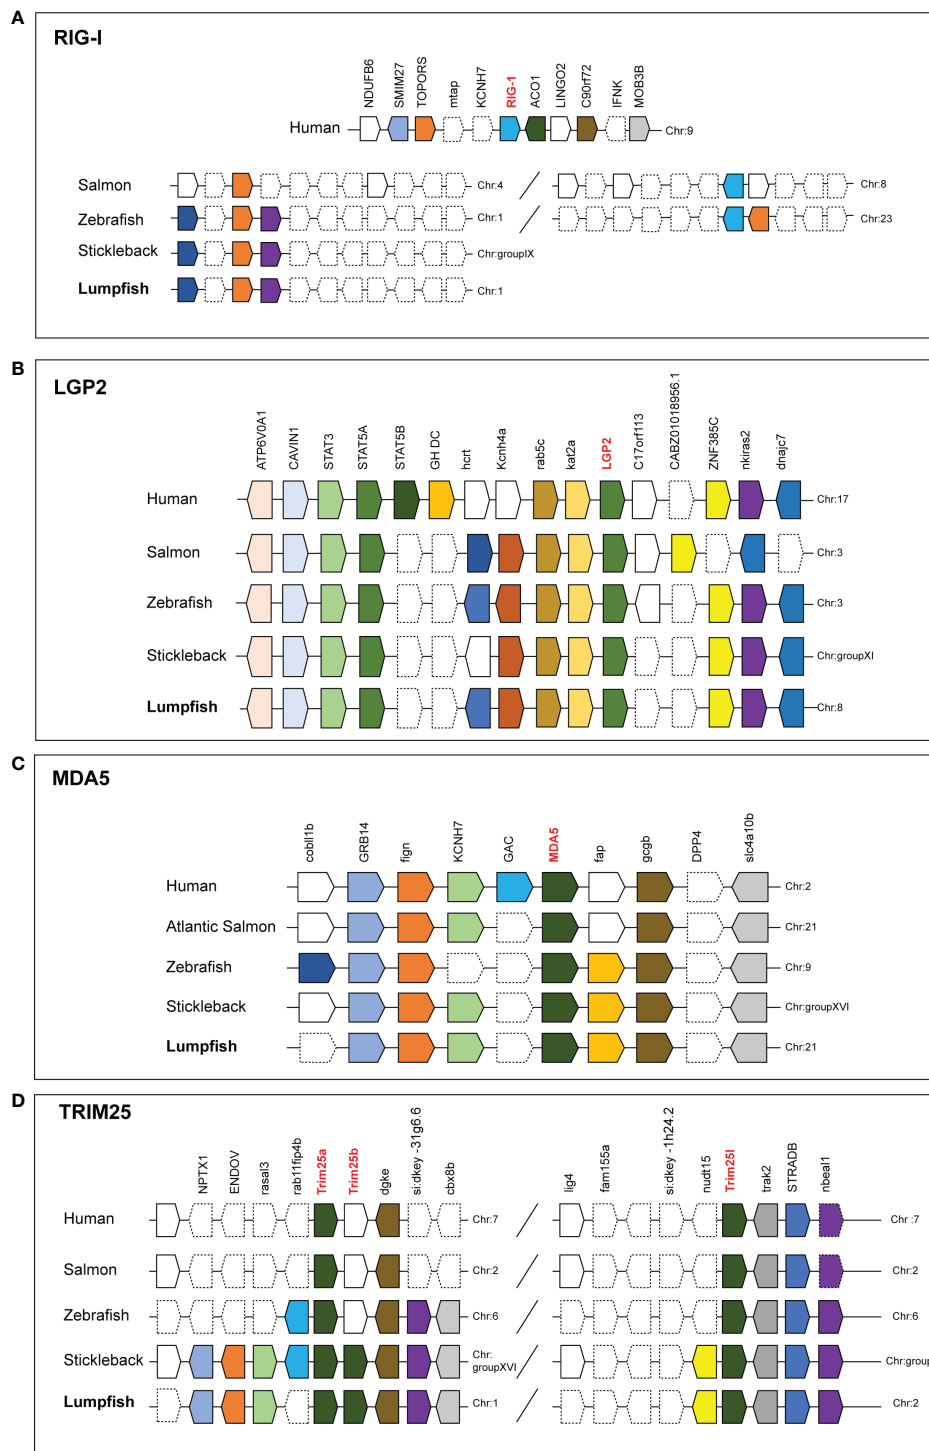 A
RIG-I
NDUFB6
SMIM27
TOPORS
mtap
KCNH7
RIG-1
ACO1
LINGO2
C90rf72
IFNK
MOB3B
Human
Chr:9
Salmon
Chr:4
Chr:8
Zebrafish
Chr:1
Chr:23
Stickleback
Chr:groupIX
Lumpfish
Chr:1
B
LGP2
ATP6V0A1
CAVIN1
STAT3
STAT5A
STAT5B
GH DC
hcrt
Kcnh4a
rab5c
kat2a
LGP2
C17orf113
CABZ01018956.1
ZNF385C
nkiras2
dnajc7
Human
Chr:17
Salmon
Chr:3
Zebrafish
Chr:3
Stickleback
Chr:groupXI
Lumpfish
Chr:8
C
MDA5
cobll1b
GRB14
fign
KCNH7
GAC
MDA5
fap
gcgb
DPP4
slc4a10b
Human
Chr:2
Atlantic Salmon
Chr:21
Zebrafish
Chr:9
Stickleback
Chr:groupXVI
Lumpfish
Chr:21
D
TRIM25
NPTX1
ENDOV
rasal3
rab11fip4b
Trim25a
Trim25b
dgke
si:dkey -31g6.6
cbx8b
lig4
fam155a
si:dkey -1h24.2
nudt15
Trim25l
trak2
STRADB
nbeal1
Human
Chr:7
Chr :7
Salmon
Chr:2
Chr:2
Zebrafish
Chr:6
Chr:6
Stickleback
Chr:
groupXVI
Chr:group
Lumpfish
Chr:1
Chr:2